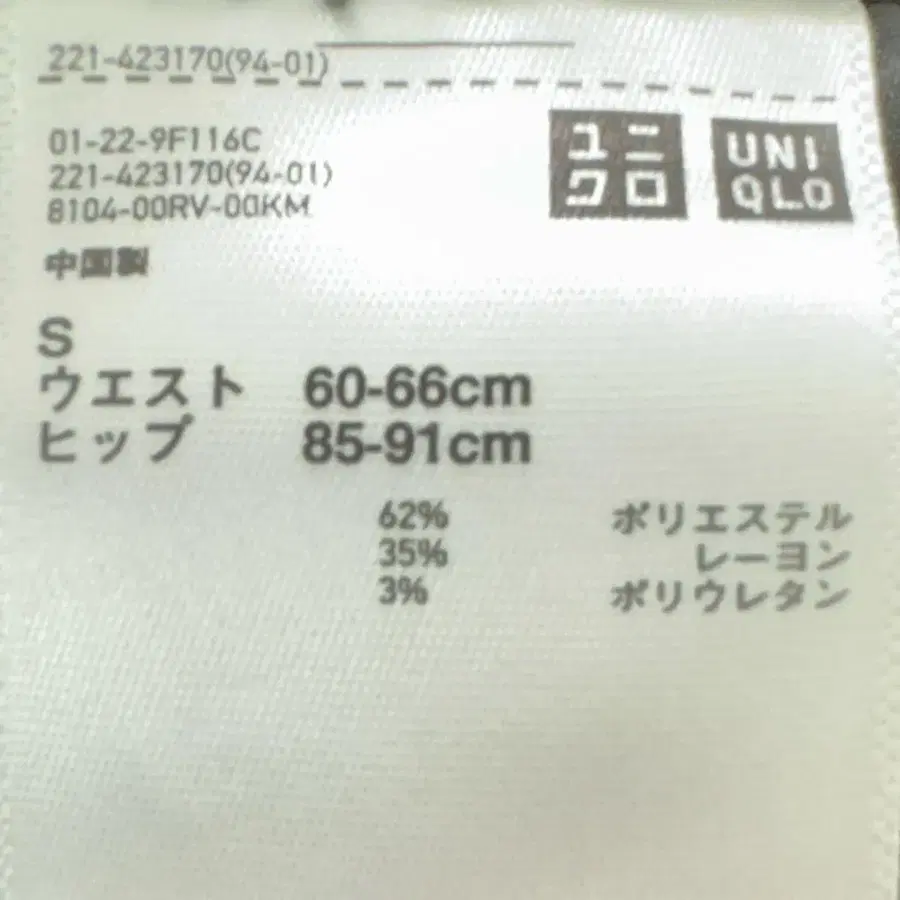 221-423170(94-01)
ユニ
クロ
UNI
QLO
01-22-9F116C
221-423170(94-01)
8104-00RV-00KM
中国製
S
ウエスト 60-66cm
ヒップ 85-91cm
62% ポリエステル
35% レーヨン
3% ポリウレタン